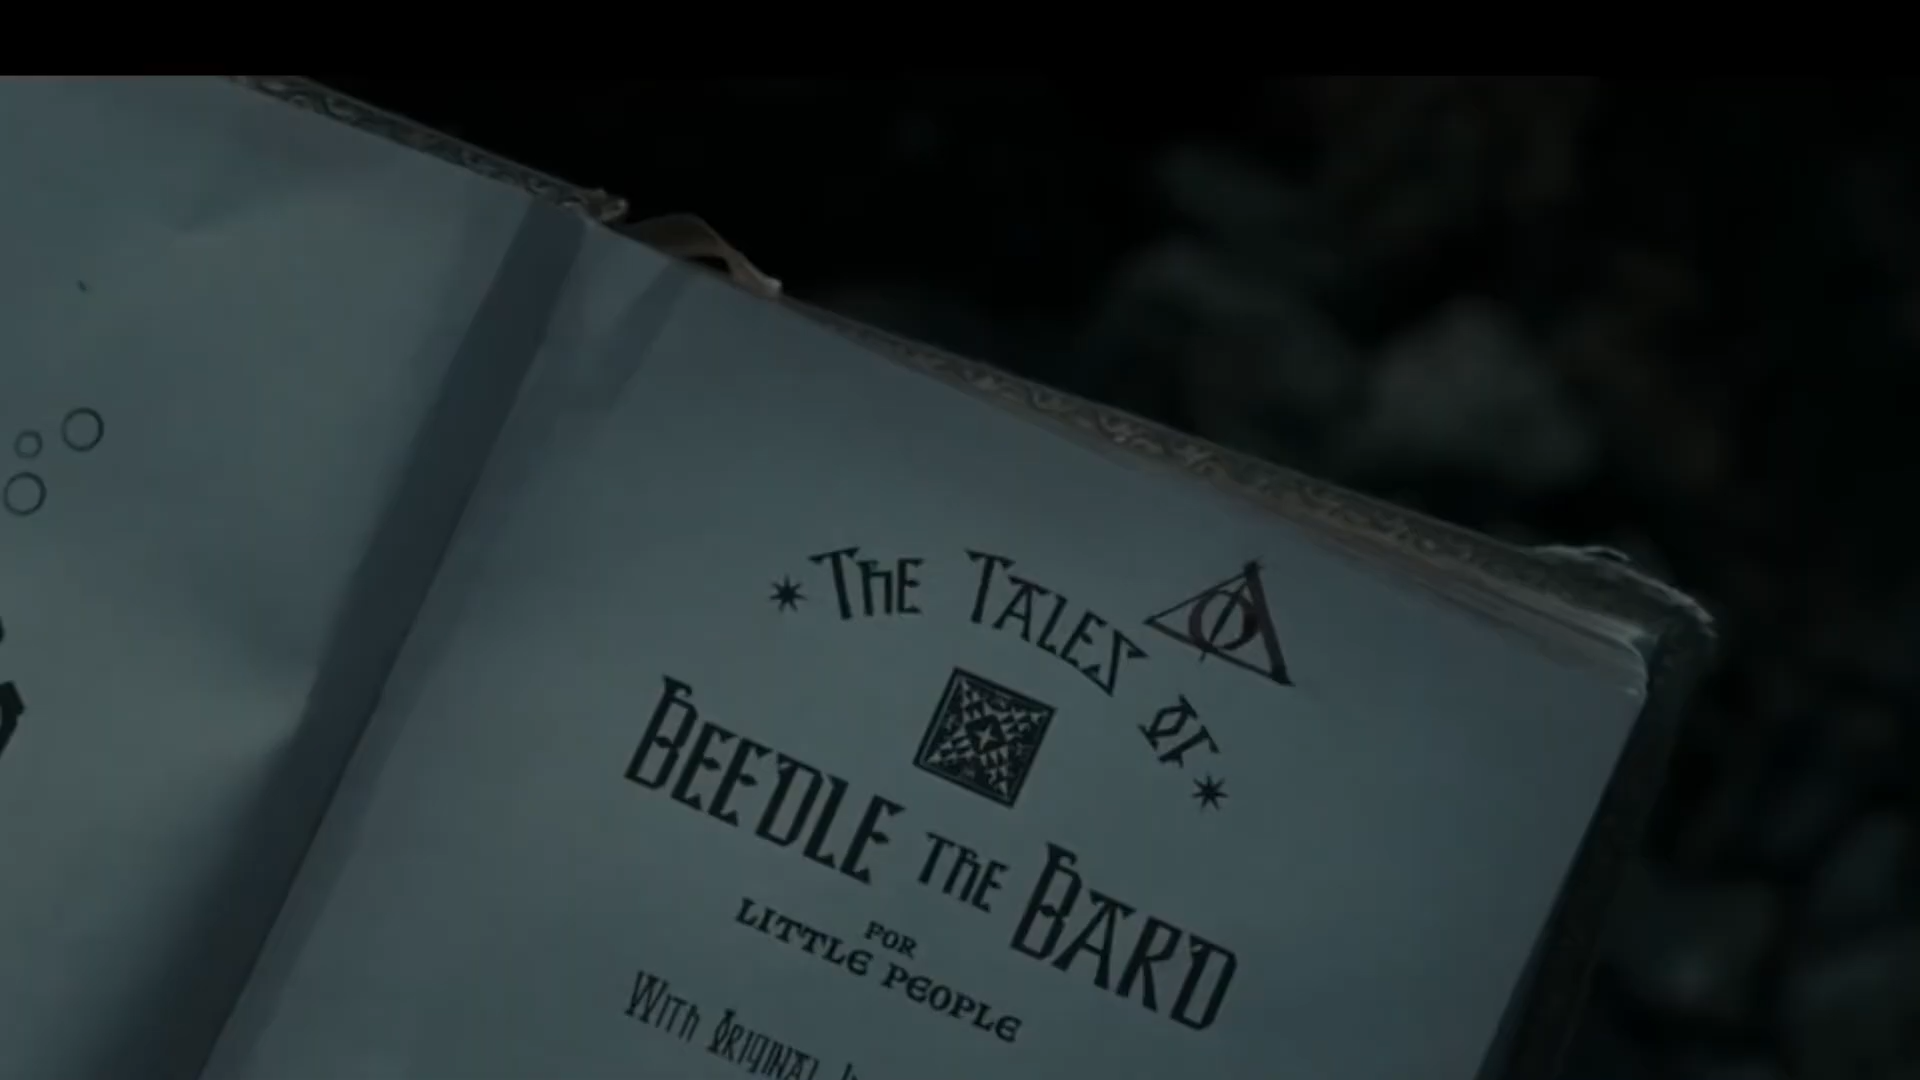 THE TALES OF
BEEDLE THE BARD
FOR
LITTLE PEOPLE
WITH ORIGINAL